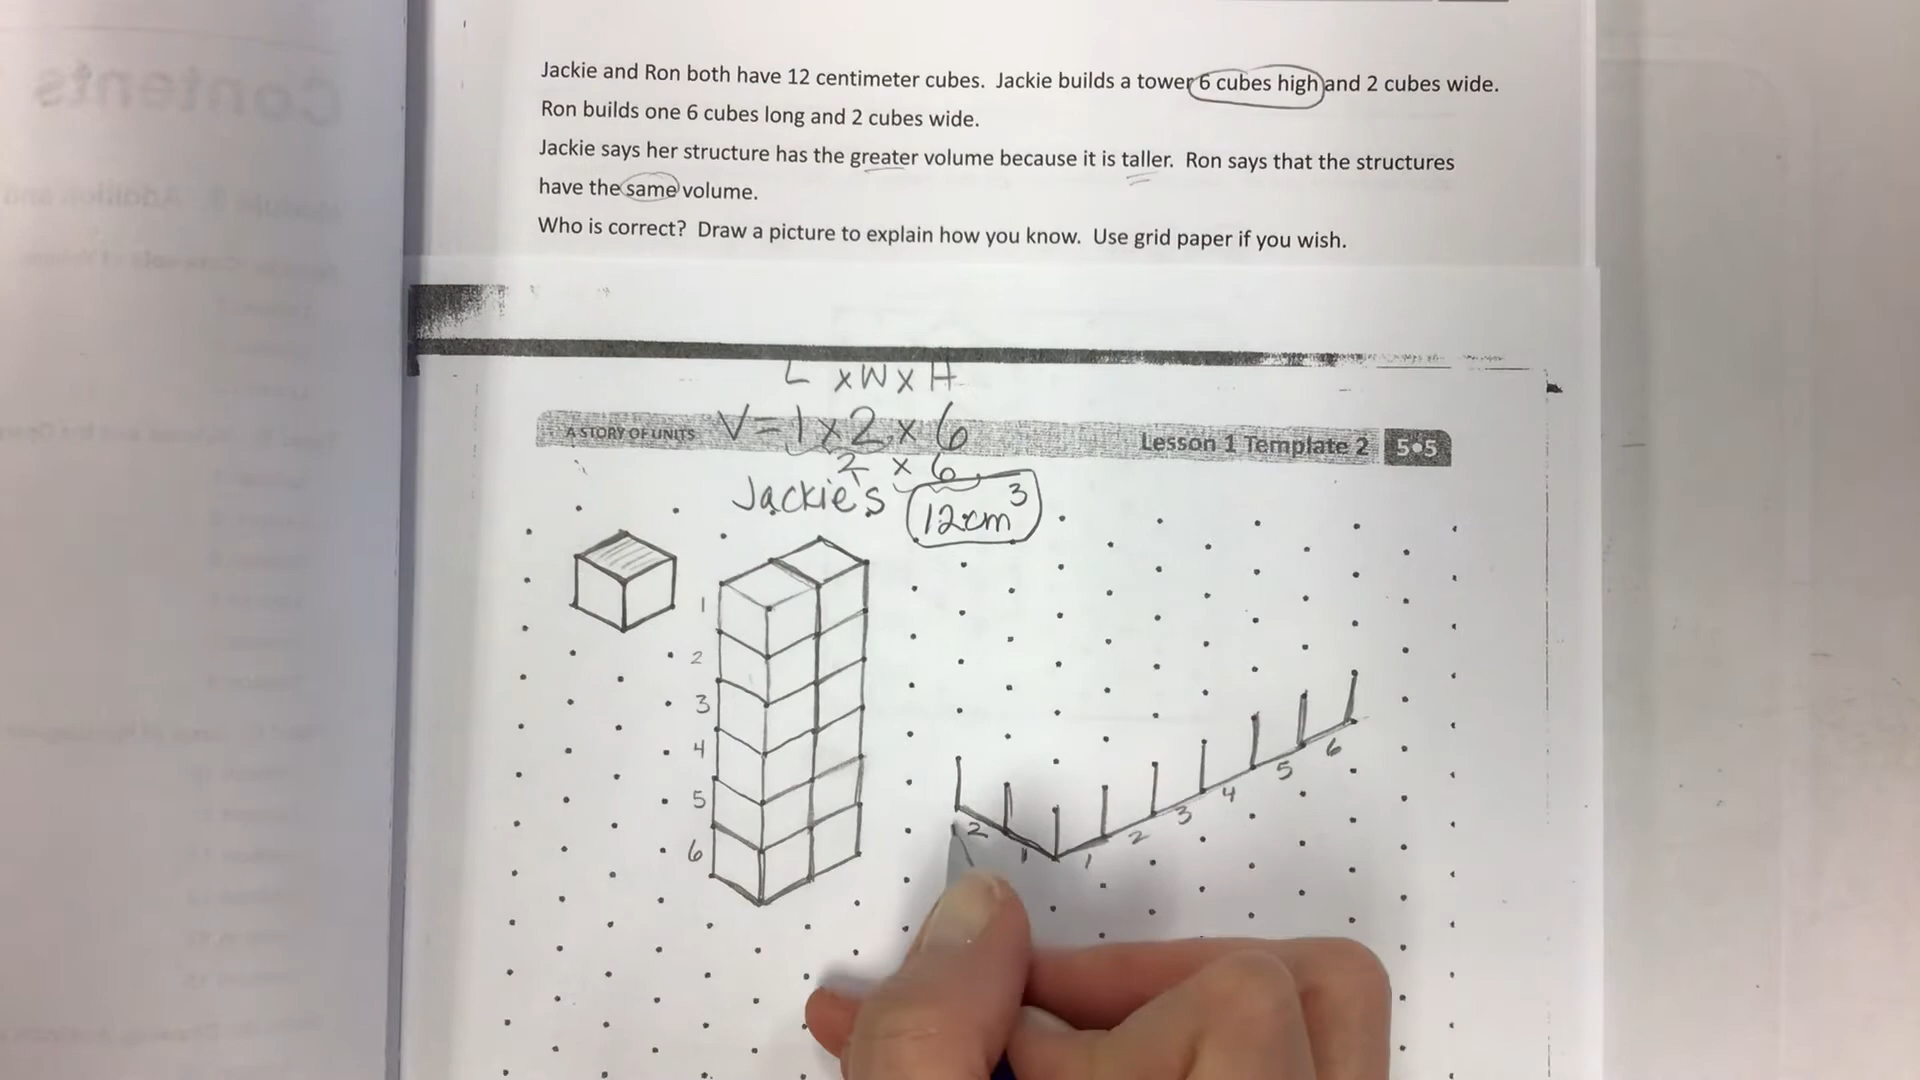 Jackie and Ron both have 12 centimeter cubes. Jackie builds a tower 6 cubes high and 2 cubes wide.
Ron builds one 6 cubes long and 2 cubes wide.
Jackie says her structure has the greater volume because it is taller. Ron says that the structures
have the same volume.
Who is correct? Draw a picture to explain how you know. Use grid paper if you wish.
L x W x H
A STORY OF UNITS
V = 1 x 2 x 6
Lesson 1 Template 2
5•5
2 x 6
Jackie's
12cm³
1
2
3
4
5
6
2
1
1
2
3
4
5
6
Contents